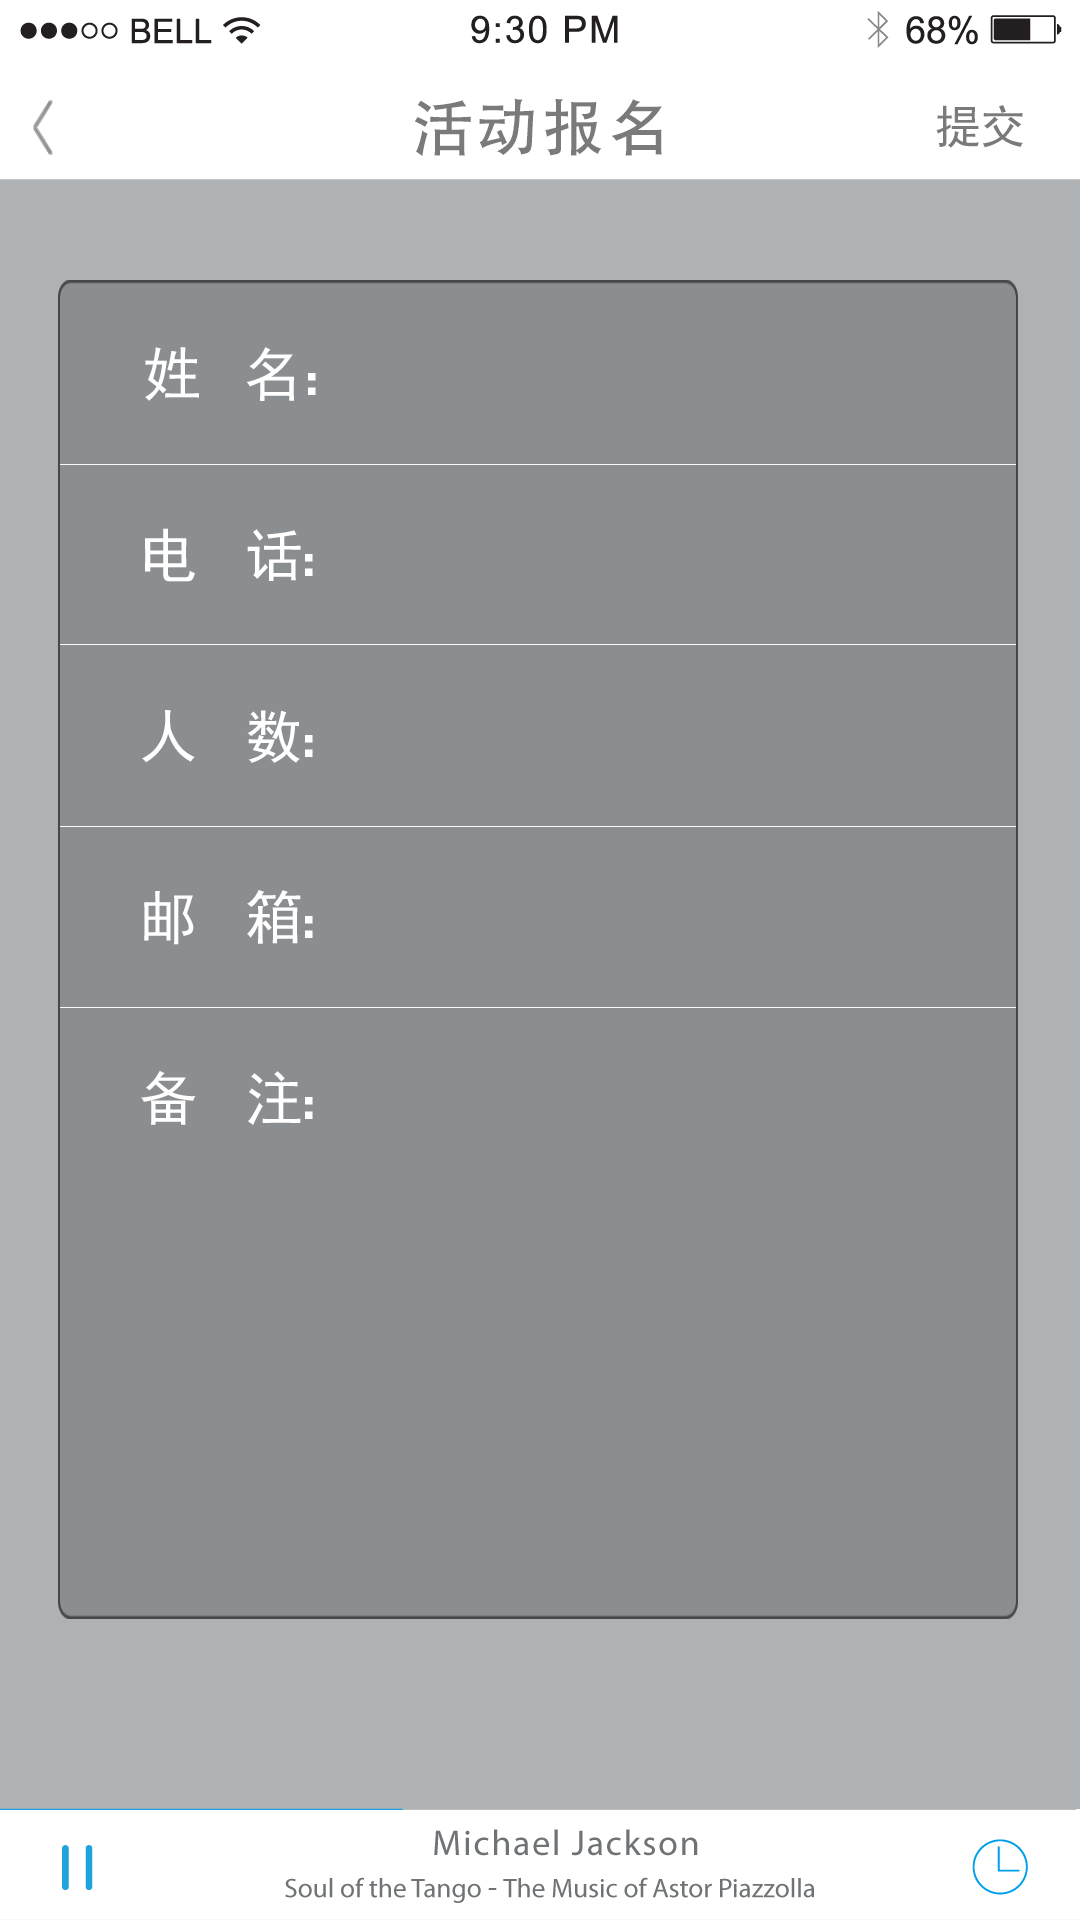 BELL 9:30 PM 68%
活动报名 提交
姓 名:
电 话:
人 数:
邮 箱:
备 注:
Michael Jackson
Soul of the Tango - The Music of Astor Piazzolla